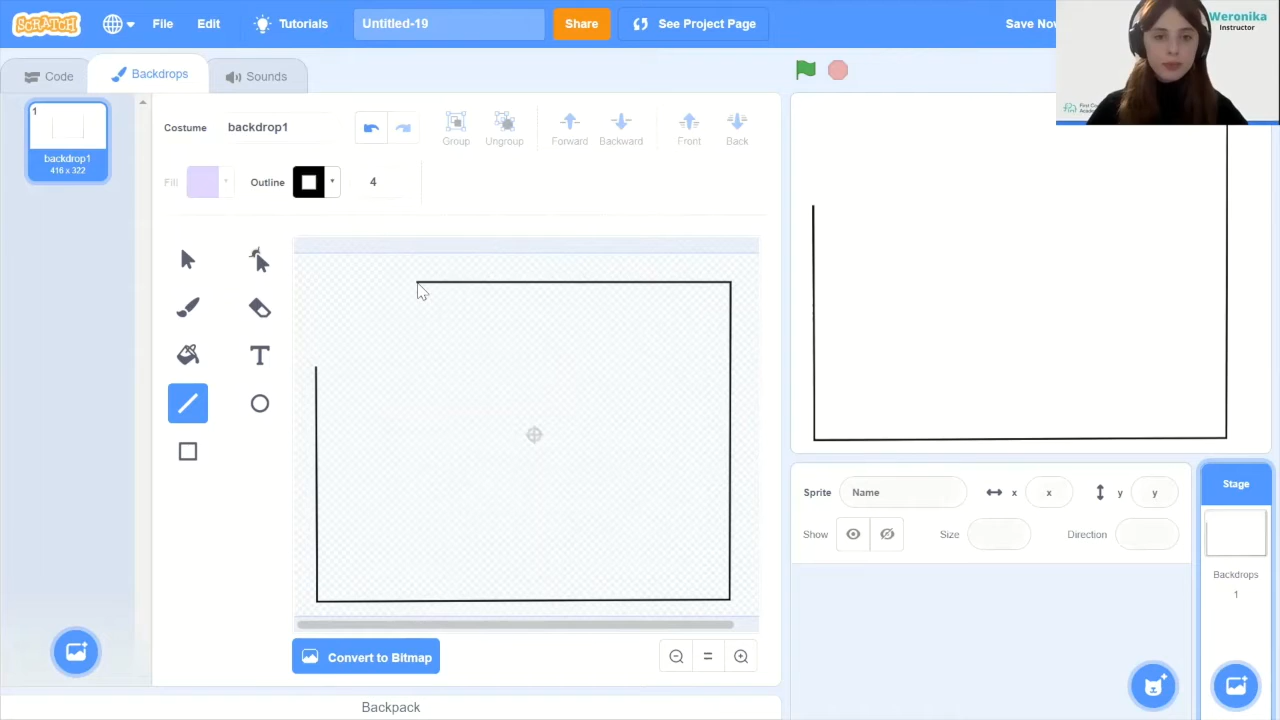 SCRATCH
File
Edit
Tutorials
Untitled-19
Share
See Project Page
Save Now
Weronika
Instructor
Code
Backdrops
Sounds
1
backdrop1
416 x 322
Costume
backdrop1
Group
Ungroup
Forward
Backward
Front
Back
Fill
Outline
4
T
Convert to Bitmap
Backpack
Sprite
Name
x
x
y
y
Show
Size
Direction
Stage
Backdrops
1